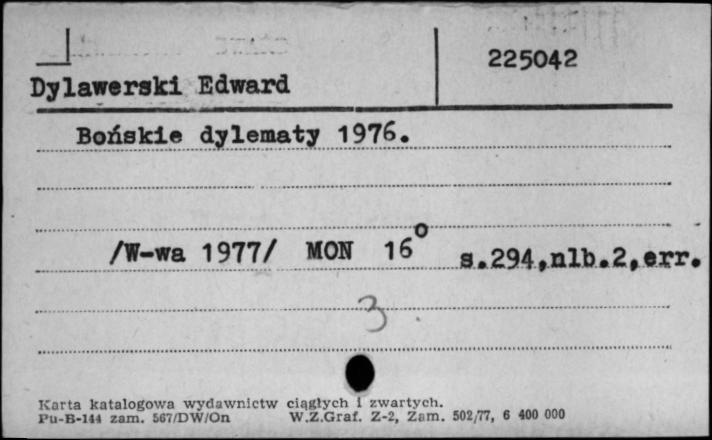 225042
Dylawerski Edward
Bońskie dylematy 1976.
/W-wa 1977/ MON 16° s.294,nlb.2,err.
3
Karta katalogowa wydawnictw ciągłych i zwartych.
Pu-B-144 zam. 567/DW/On W.Z.Graf. Z-2, Zam. 502/77, 6 400 000